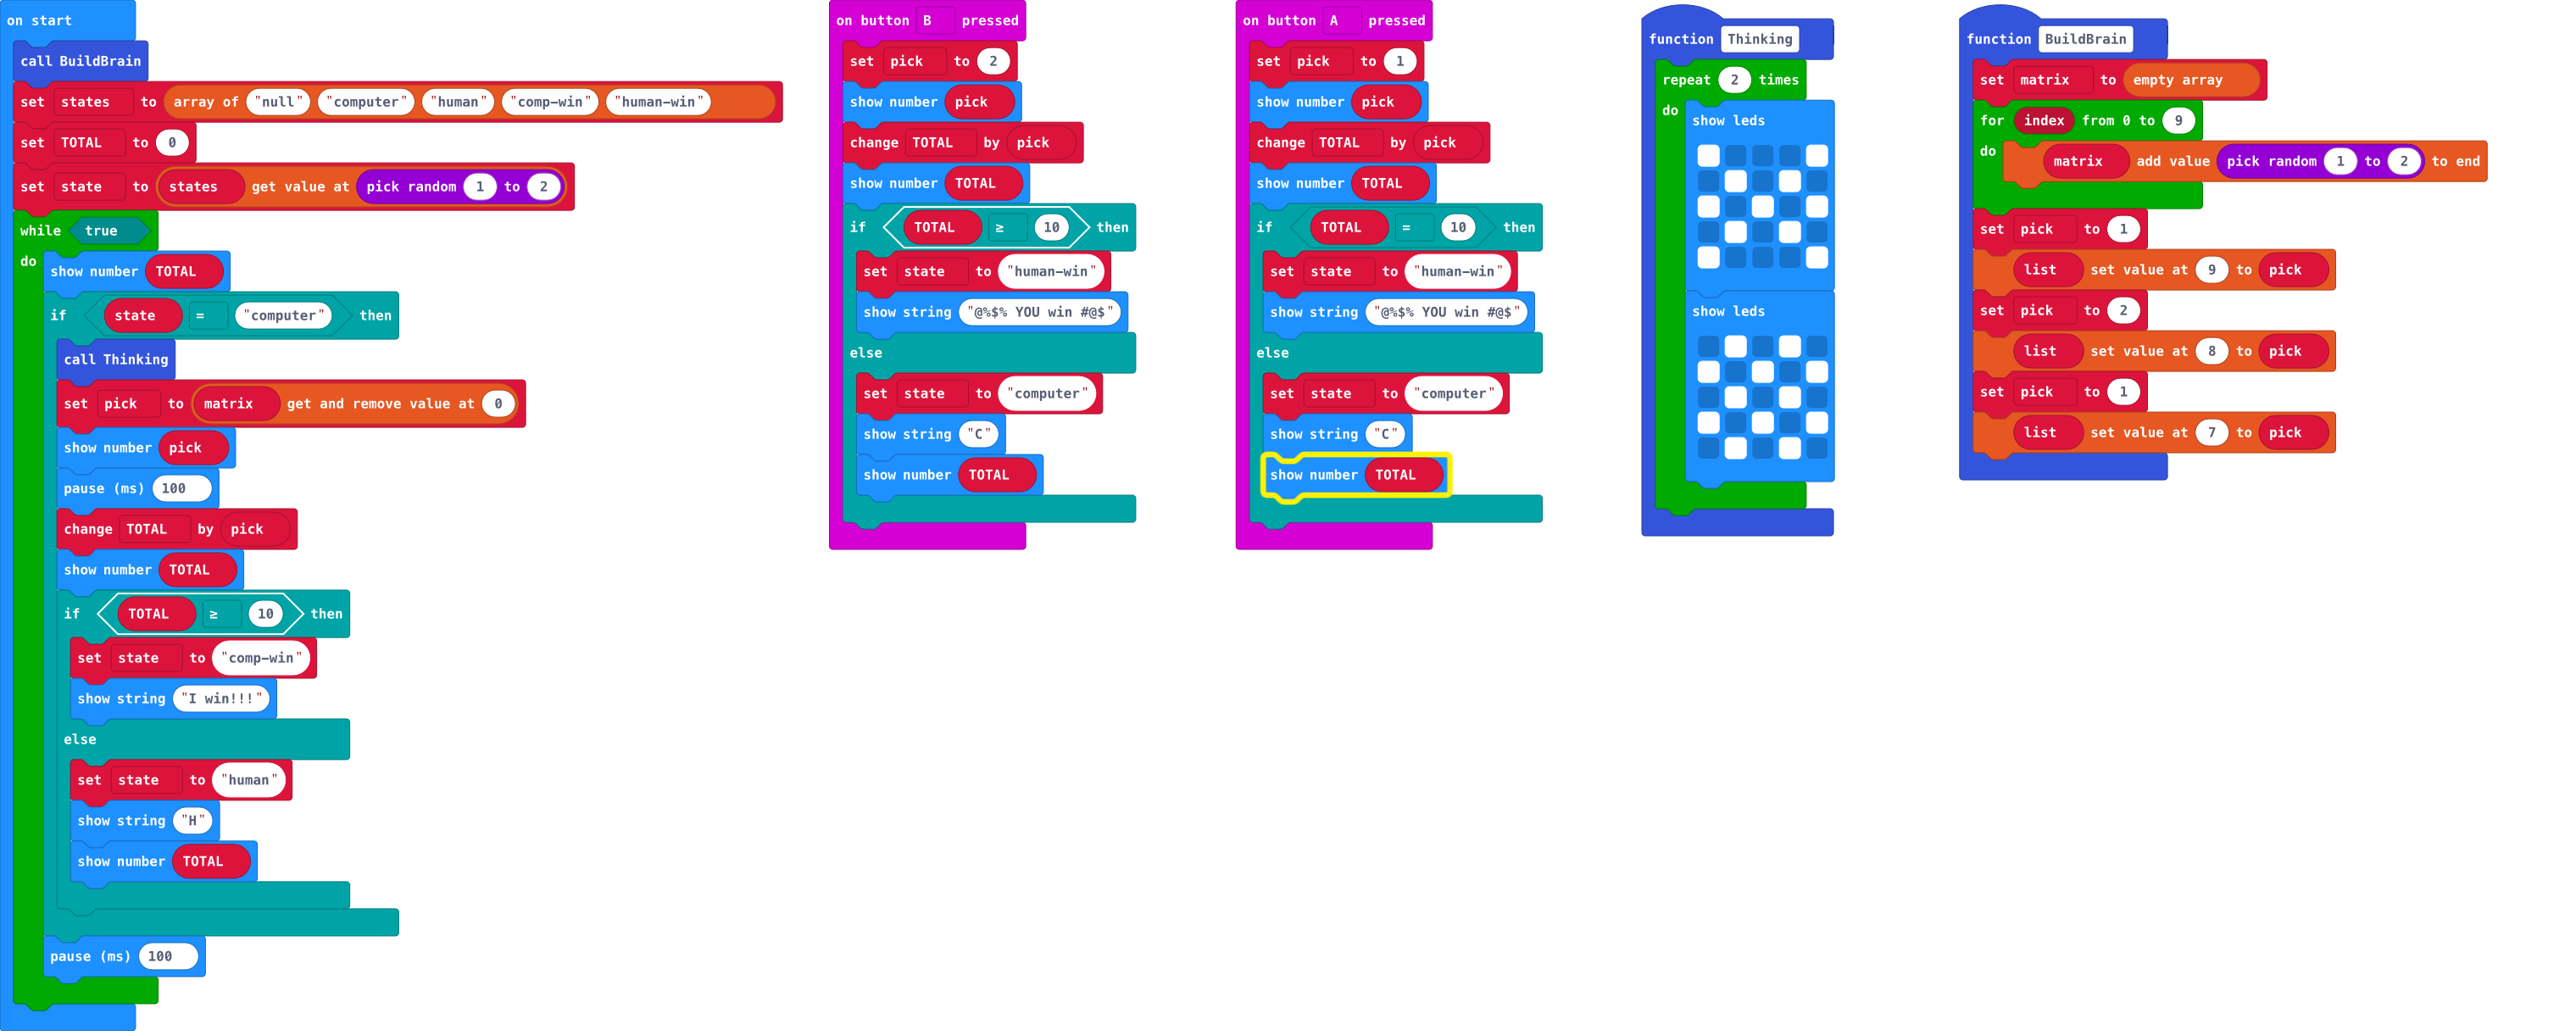 on start
call BuildBrain
set states to array of "null" "computer" "human" "comp-win" "human-win"
set TOTAL to 0
set state to states get value at pick random 1 to 2
while true
do
show number TOTAL
if state = "computer" then
call Thinking
set pick to matrix get and remove value at 0
show number pick
pause (ms) 100
change TOTAL by pick
show number TOTAL
if TOTAL ≥ 10 then
set state to "comp-win"
show string "I win!!!"
else
set state to "human"
show string "H"
show number TOTAL
pause (ms) 100
on button B pressed
set pick to 2
show number pick
change TOTAL by pick
show number TOTAL
if TOTAL ≥ 10 then
set state to "human-win"
show string "@%$% YOU win #@$"
else
set state to "computer"
show string "C"
show number TOTAL
on button A pressed
set pick to 1
show number pick
change TOTAL by pick
show number TOTAL
if TOTAL = 10 then
set state to "human-win"
show string "@%$% YOU win #@$"
else
set state to "computer"
show string "C"
show number TOTAL
function Thinking
repeat 2 times
do
show leds
show leds
function BuildBrain
set matrix to empty array
for index from 0 to 9
do
matrix add value pick random 1 to 2 to end
set pick to 1
list set value at 9 to pick
set pick to 2
list set value at 8 to pick
set pick to 1
list set value at 7 to pick